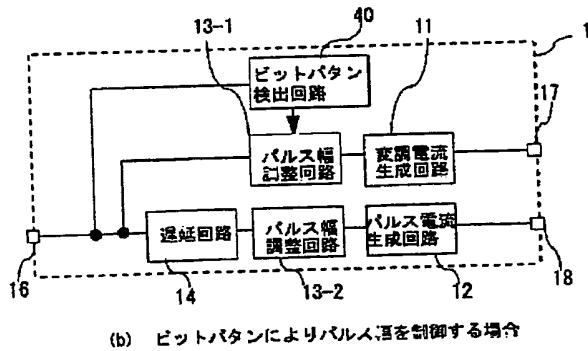 40
13-1
11
1
ビットパタン
検出回路
17
パルス幅
調整回路
変調電流
生成回路
遅延回路
パルス幅
調整回路
パルス電流
生成回路
16
14
13-2
12
18
(b) ビットパタンによりパルス幅を制御する場合